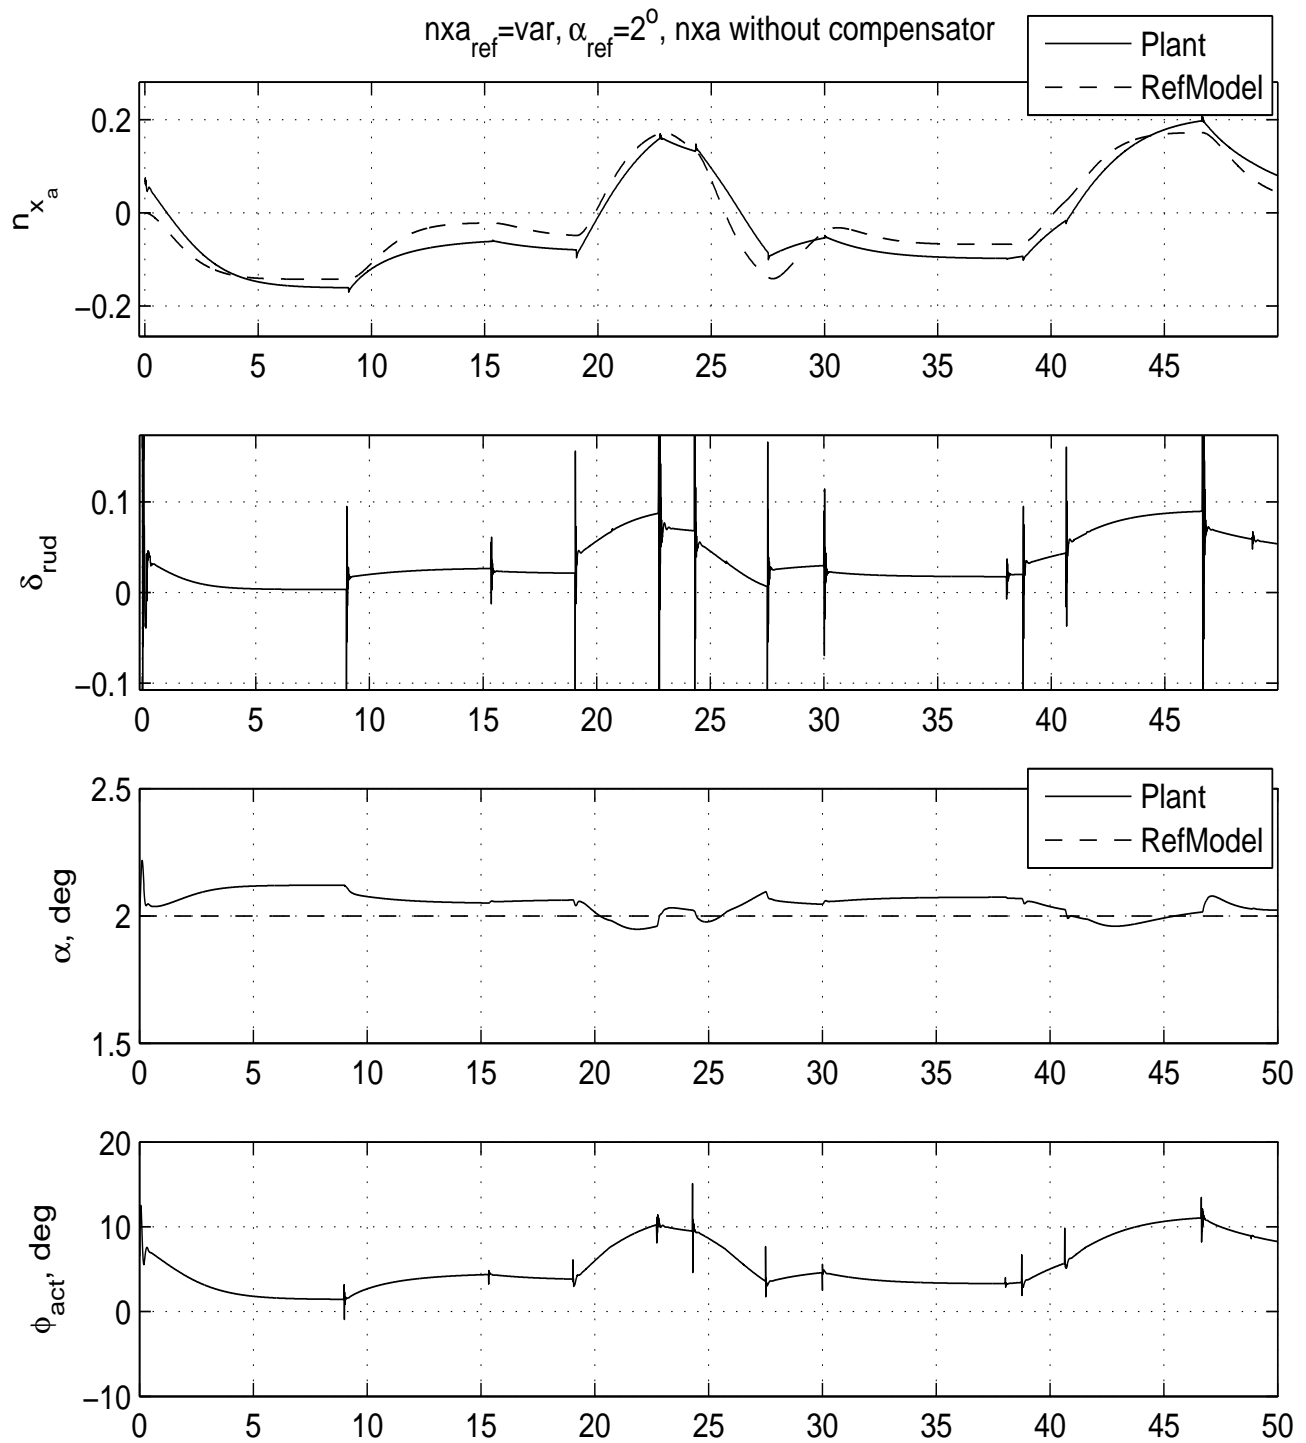 nxa_ref=var, α_ref=2°, nxa without compensator
Plant
RefModel
n_x_a
0.2
0
−0.2
0 5 10 15 20 25 30 35 40 45
δ_rud
0.1
0
−0.1
0 5 10 15 20 25 30 35 40 45
Plant
RefModel
α, deg
2.5
2
1.5
0 5 10 15 20 25 30 35 40 45 50
ϕ_act, deg
20
10
0
−10
0 5 10 15 20 25 30 35 40 45 50